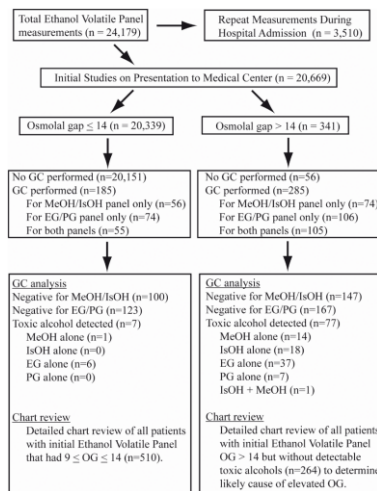 Total Ethanol Volatile Panel
measurements (n = 24,179)
Repeat Measurements During
Hospital Admission (n = 3,510)
Initial Studies on Presentation to Medical Center (n = 20,669)
Osmolal gap ≤ 14 (n = 20,339)
Osmolal gap > 14 (n = 341)
No GC performed (n=20,151)
GC performed (n=185)
For MeOH/IsOH panel only (n=56)
For EG/PG panel only (n=74)
For both panels (n=55)
No GC performed (n=56)
GC performed (n=285)
For MeOH/IsOH panel only (n=74)
For EG/PG panel only (n=106)
For both panels (n=105)
GC analysis
Negative for MeOH/IsOH (n=100)
Negative for EG/PG (n=123)
Toxic alcohol detected (n=7)
MeOH alone (n=1)
IsOH alone (n=0)
EG alone (n=6)
PG alone (n=0)
Chart review
Detailed chart review of all patients
with initial Ethanol Volatile Panel
that had 9 ≤ OG ≤ 14 (n=510).
GC analysis
Negative for MeOH/IsOH (n=147)
Negative for EG/PG (n=167)
Toxic alcohol detected (n=77)
MeOH alone (n=14)
IsOH alone (n=18)
EG alone (n=37)
PG alone (n=7)
IsOH + MeOH (n=1)
Chart review
Detailed chart review of all patients
with initial Ethanol Volatile Panel
OG > 14 but without detectable
toxic alcohols (n=264) to determine
likely cause of elevated OG.